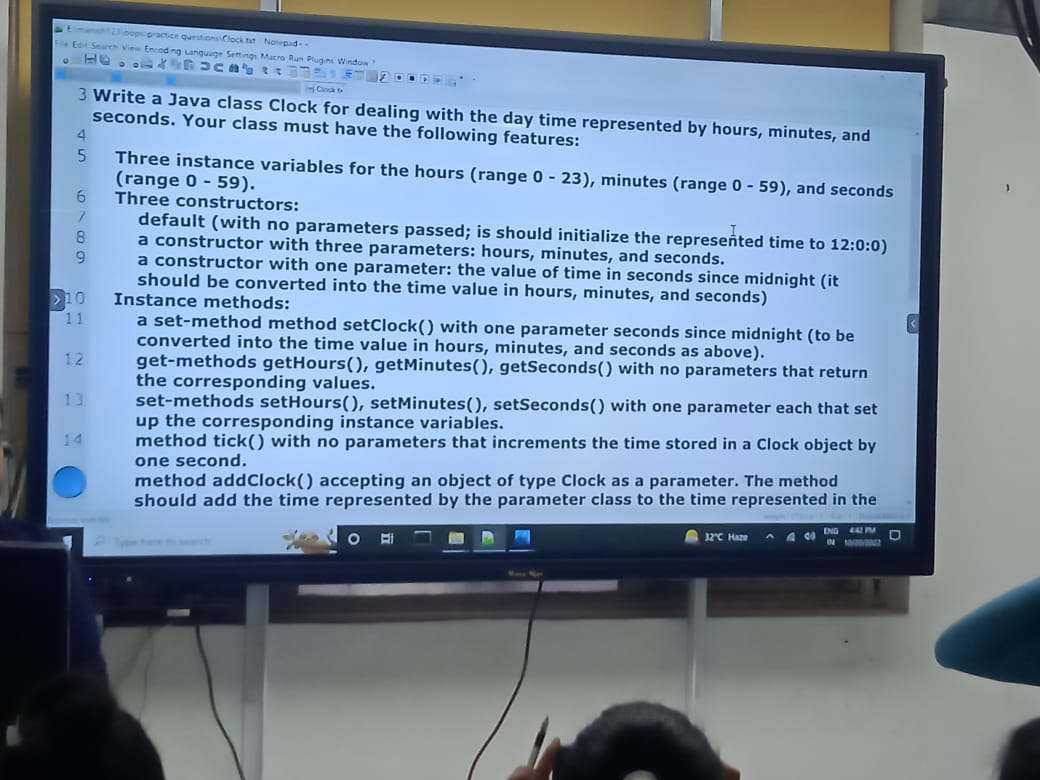 E:\manish123\oops\practice questions\Clock.txt - Notepad++
File Edit Search View Encoding Language Settings Macro Run Plugins Window ?
3 Write a Java class Clock for dealing with the day time represented by hours, minutes, and
seconds. Your class must have the following features:
4
5 Three instance variables for the hours (range 0 - 23), minutes (range 0 - 59), and seconds
(range 0 - 59).
6 Three constructors:
7 default (with no parameters passed; is should initialize the represented time to 12:0:0)
8 a constructor with three parameters: hours, minutes, and seconds.
9 a constructor with one parameter: the value of time in seconds since midnight (it
should be converted into the time value in hours, minutes, and seconds)
10 Instance methods:
11 a set-method method setClock() with one parameter seconds since midnight (to be
converted into the time value in hours, minutes, and seconds as above).
12 get-methods getHours(), getMinutes(), getSeconds() with no parameters that return
the corresponding values.
13 set-methods setHours(), setMinutes(), setSeconds() with one parameter each that set
up the corresponding instance variables.
14 method tick() with no parameters that increments the time stored in a Clock object by
one second.
method addClock() accepting an object of type Clock as a parameter. The method
should add the time represented by the parameter class to the time represented in the
Type here to search
32°C Haze
ENG
IN
4:42 PM
10/20/2022